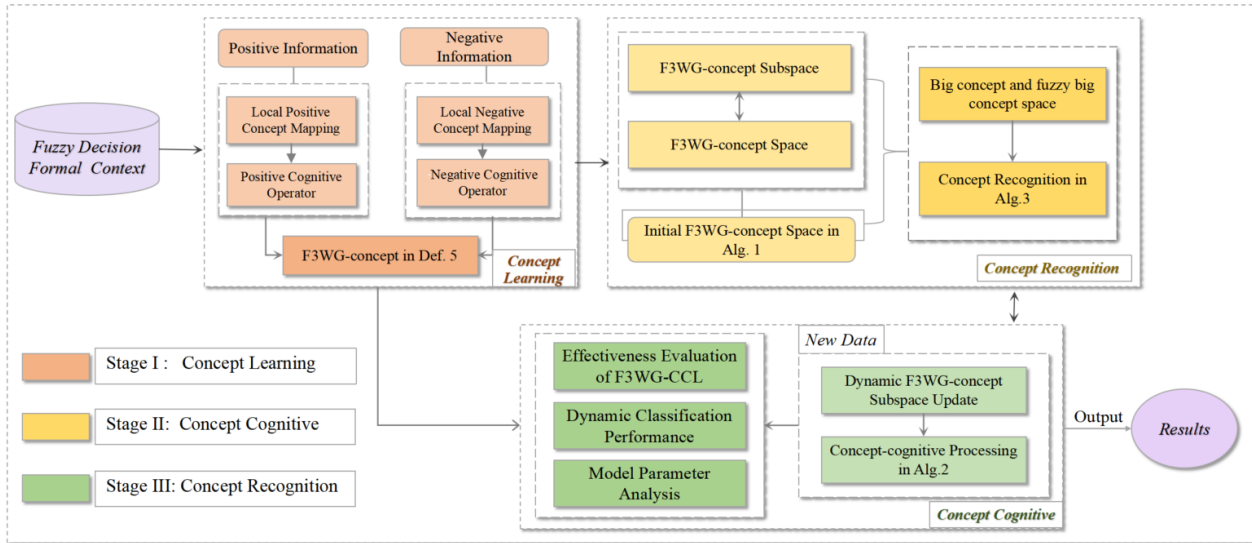 Fuzzy Decision
Formal Context
Positive Information
Local Positive
Concept Mapping
Positive Cognitive
Operator
Negative
Information
Local Negative
Concept Mapping
Negative Cognitive
Operator
F3WG-concept in Def. 5
Concept
Learning
F3WG-concept Subspace
F3WG-concept Space
Initial F3WG-concept Space in
Alg. 1
Big concept and fuzzy big
concept space
Concept Recognition in
Alg.3
Concept Recognition
Stage I : Concept Learning
Stage II: Concept Cognitive
Stage III: Concept Recognition
Effectiveness Evaluation
of F3WG-CCL
Dynamic Classification
Performance
Model Parameter
Analysis
New Data
Dynamic F3WG-concept
Subspace Update
Concept-cognitive Processing
in Alg.2
Concept Cognitive
Output
Results